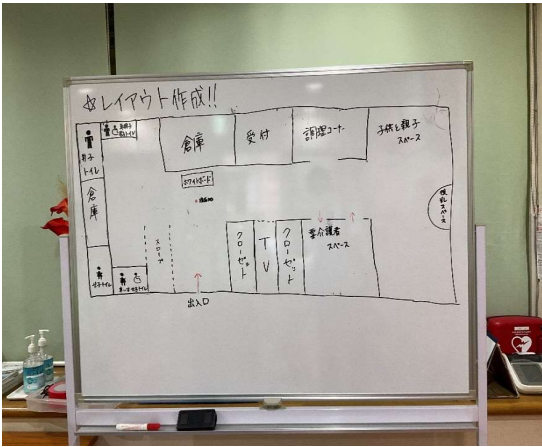 ☆レイアウト作成!!
男子
トイレ
倉庫
受付
調理コーナー
子供と親子
スペース
倉庫
ホワイトボード
授乳スペース
スロープ
クローゼット
TV
クローゼット
要介護者
スペース
女子トイレ
出入口